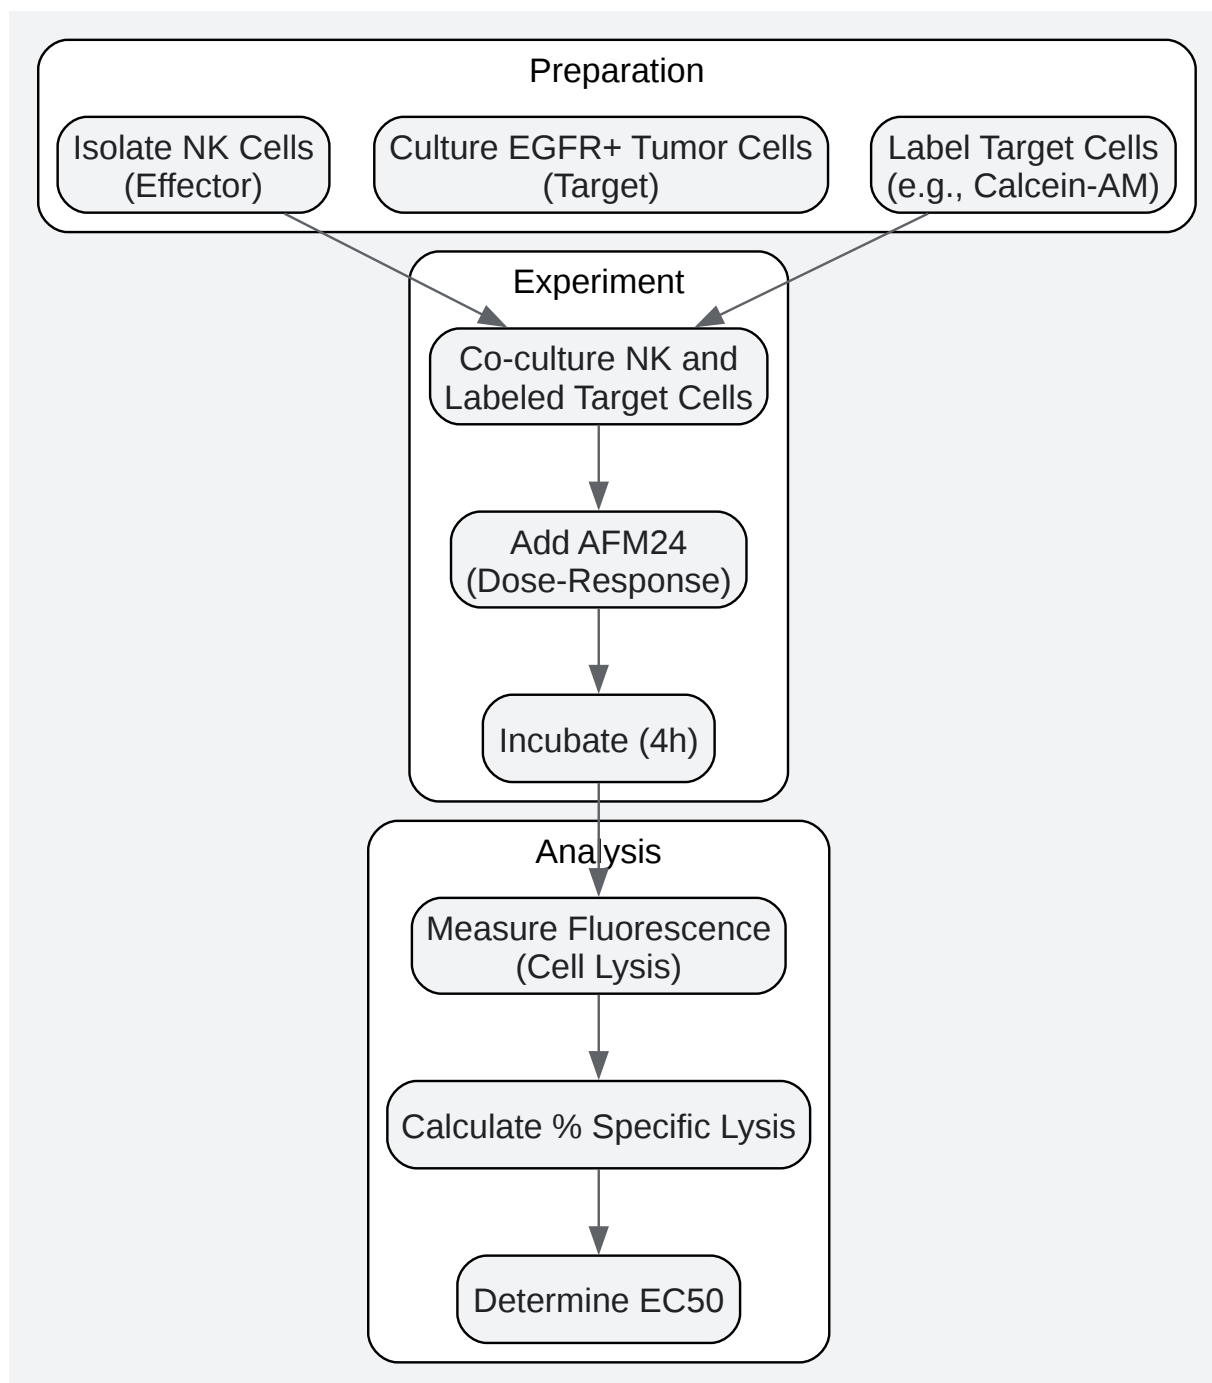 Preparation
Isolate NK Cells
(Effector)
Culture EGFR+ Tumor Cells
(Target)
Label Target Cells
(e.g., Calcein-AM)
Experiment
Co-culture NK and
Labeled Target Cells
Add AFM24
(Dose-Response)
Incubate (4h)
Analysis
Measure Fluorescence
(Cell Lysis)
Calculate % Specific Lysis
Determine EC50